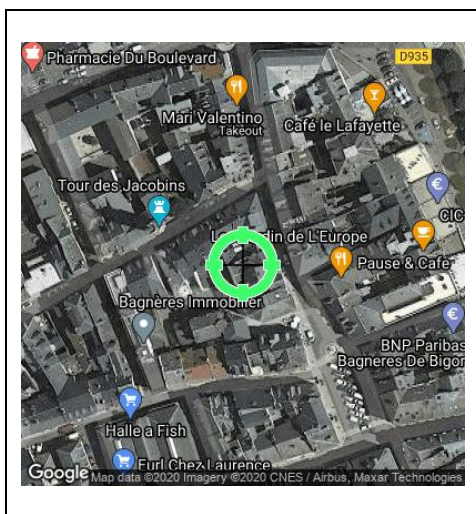 Pharmacie Du Boulevard
D935
Mari Valentino
Takeout
Café le Lafayette
Tour des Jacobins
CIC
din de L'Europe
Pause & Café
Bagnères Immobilier
BNP Paribas
Bagneres De Bigor
Halle a Fish
Eurl Chez Laurence
Google
Map data ©2020 Imagery ©2020 CNES / Airbus, Maxar Technologies